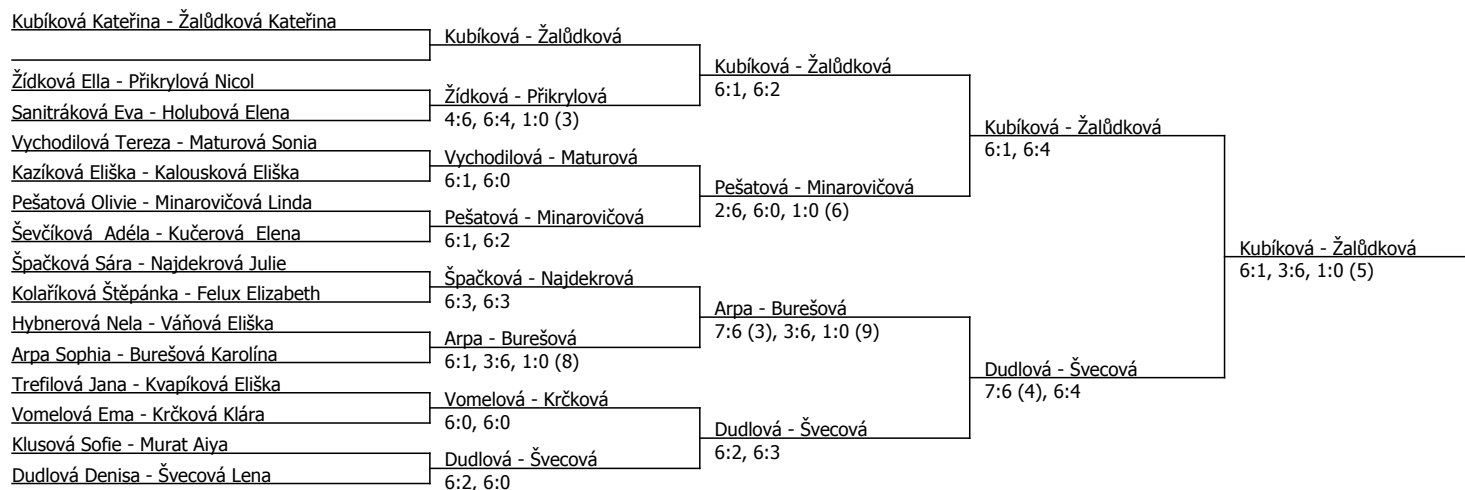 Kubíková Kateřina - Žalůdková Kateřina
Žídková Ella - Přikrylová Nicol
Sanitráková Eva - Holubová Elena
Vychodilová Tereza - Maturová Sonia
Kazíková Eliška - Kalousková Eliška
Pešatová Olivie - Minarovičová Linda
Ševčíková  Adéla - Kučerová  Elena
Špačková Sára - Najdekrová Julie
Kolaříková Štěpánka - Felux Elizabeth
Hybnerová Nela - Váňová Eliška
Arpa Sophia - Burešová Karolína
Trefilová Jana - Kvapíková Eliška
Vomelová Ema - Krčková Klára
Klusová Sofie - Murat Aiya
Dudlová Denisa - Švecová Lena
Kubíková - Žalůdková
Žídková - Přikrylová
4:6, 6:4, 1:0 (3)
Vychodilová - Maturová
6:1, 6:0
Pešatová - Minarovičová
6:1, 6:2
Špačková - Najdekrová
6:3, 6:3
Arpa - Burešová
6:1, 3:6, 1:0 (8)
Vomelová - Krčková
6:0, 6:0
Dudlová - Švecová
6:2, 6:0
Kubíková - Žalůdková
6:1, 6:2
Pešatová - Minarovičová
2:6, 6:0, 1:0 (6)
Arpa - Burešová
7:6 (3), 3:6, 1:0 (9)
Dudlová - Švecová
6:2, 6:3
Kubíková - Žalůdková
6:1, 6:4
Dudlová - Švecová
7:6 (4), 6:4
Kubíková - Žalůdková
6:1, 3:6, 1:0 (5)